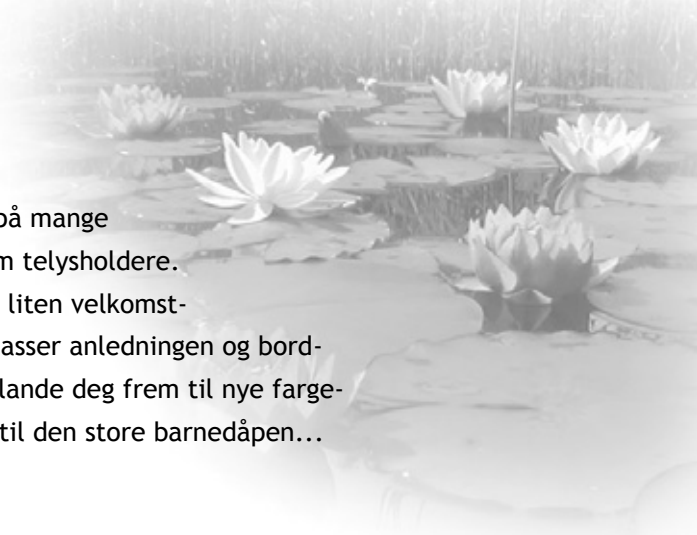 på mange
m telysholdere.
liten velkomst-
asser anledningen og bord-
lande deg frem til nye farge-
til den store barnedåpen...